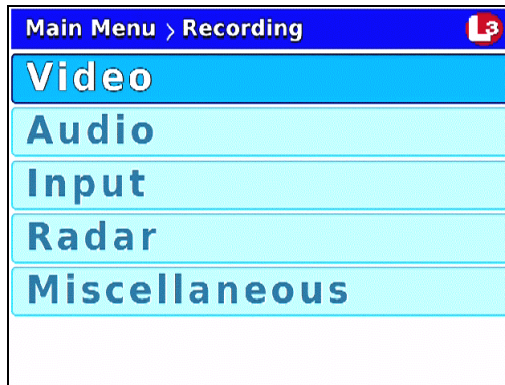 Main Menu > Recording
L3
Video
Audio
Input
Radar
Miscellaneous